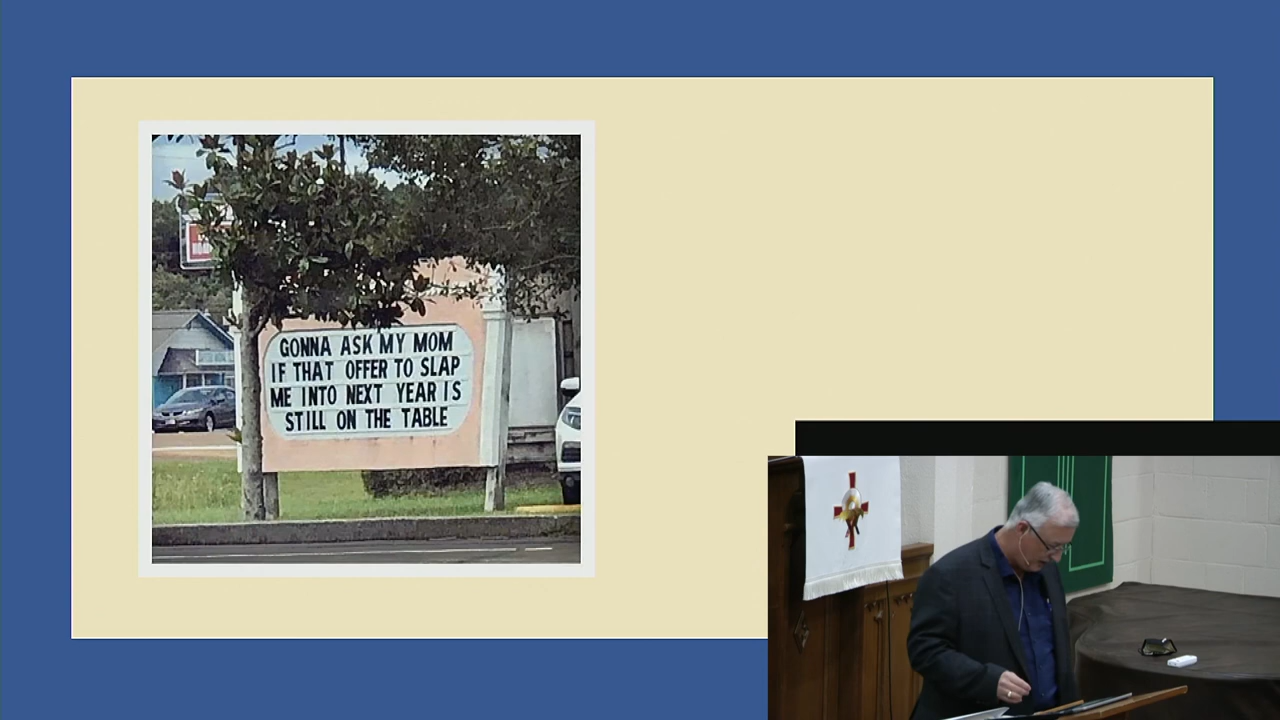 GONNA ASK MY MOM
IF THAT OFFER TO SLAP
ME INTO NEXT YEAR IS
STILL ON THE TABLE